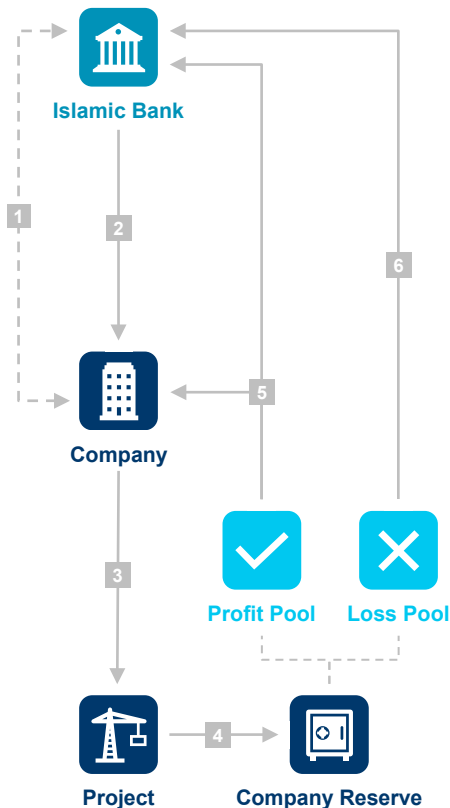 Islamic Bank
1
2
6
5
Company
3
Profit Pool
Loss Pool
4
Project
Company Reserve